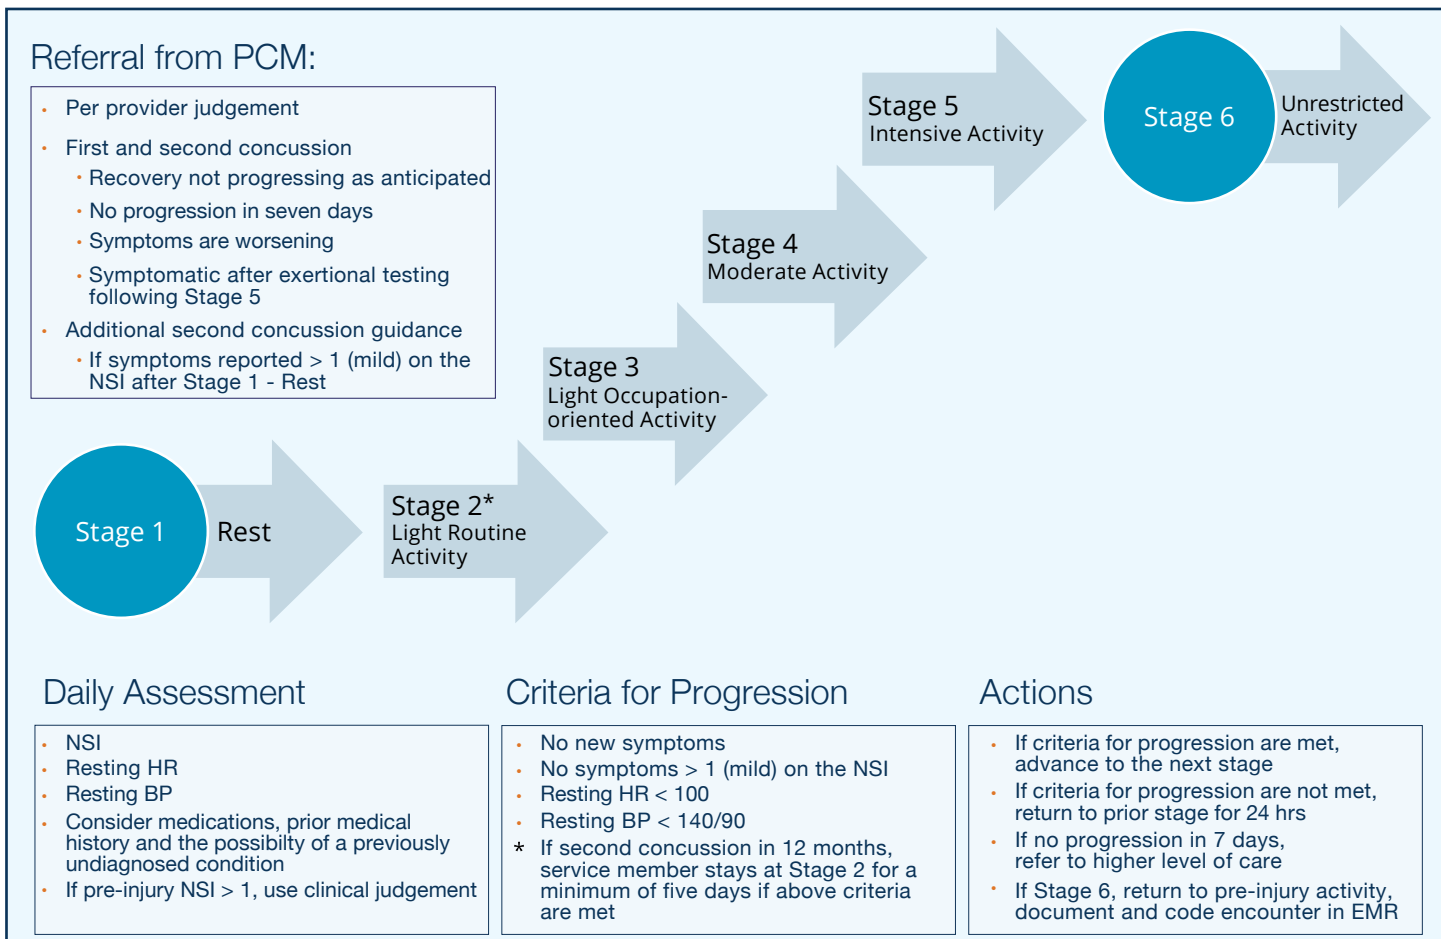 Referral from PCM:
• Per provider judgement
• First and second concussion
• Recovery not progressing as anticipated
• No progression in seven days
• Symptoms are worsening
• Symptomatic after exertional testing
following Stage 5
• Additional second concussion guidance
• If symptoms reported > 1 (mild) on the
NSI after Stage 1 - Rest
Stage 1
Rest
Stage 2*
Light Routine
Activity
Stage 3
Light Occupation-
oriented Activity
Stage 4
Moderate Activity
Stage 5
Intensive Activity
Stage 6
Unrestricted
Activity
Daily Assessment
• NSI
• Resting HR
• Resting BP
• Consider medications, prior medical
history and the possibilty of a previously
undiagnosed condition
• If pre-injury NSI > 1, use clinical judgement
Criteria for Progression
• No new symptoms
• No symptoms > 1 (mild) on the NSI
• Resting HR < 100
• Resting BP < 140/90
* If second concussion in 12 months,
service member stays at Stage 2 for a
minimum of five days if above criteria
are met
Actions
• If criteria for progression are met,
advance to the next stage
• If criteria for progression are not met,
return to prior stage for 24 hrs
• If no progression in 7 days,
refer to higher level of care
• If Stage 6, return to pre-injury activity,
document and code encounter in EMR